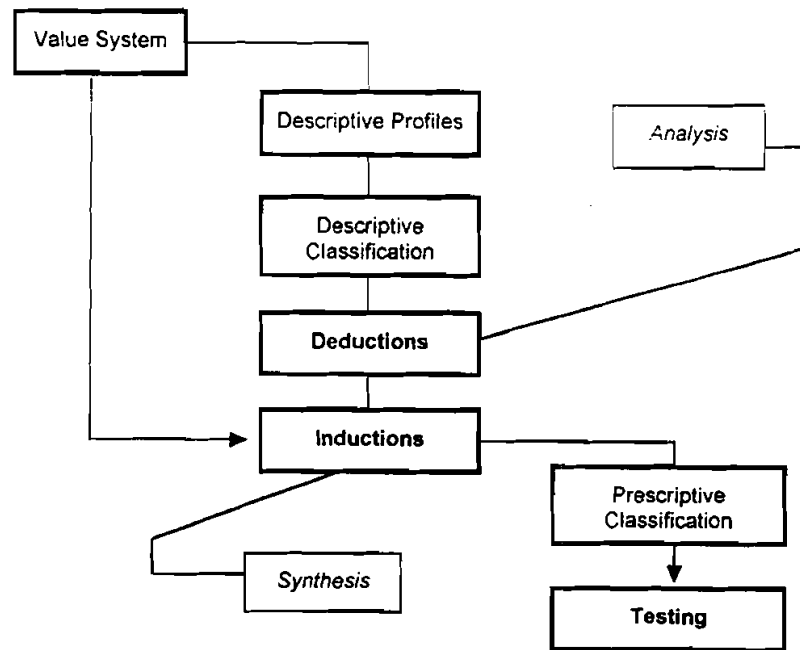 Value System
Descriptive Profiles
Analysis
Descriptive
Classification
Deductions
Inductions
Prescriptive
Classification
Synthesis
Testing